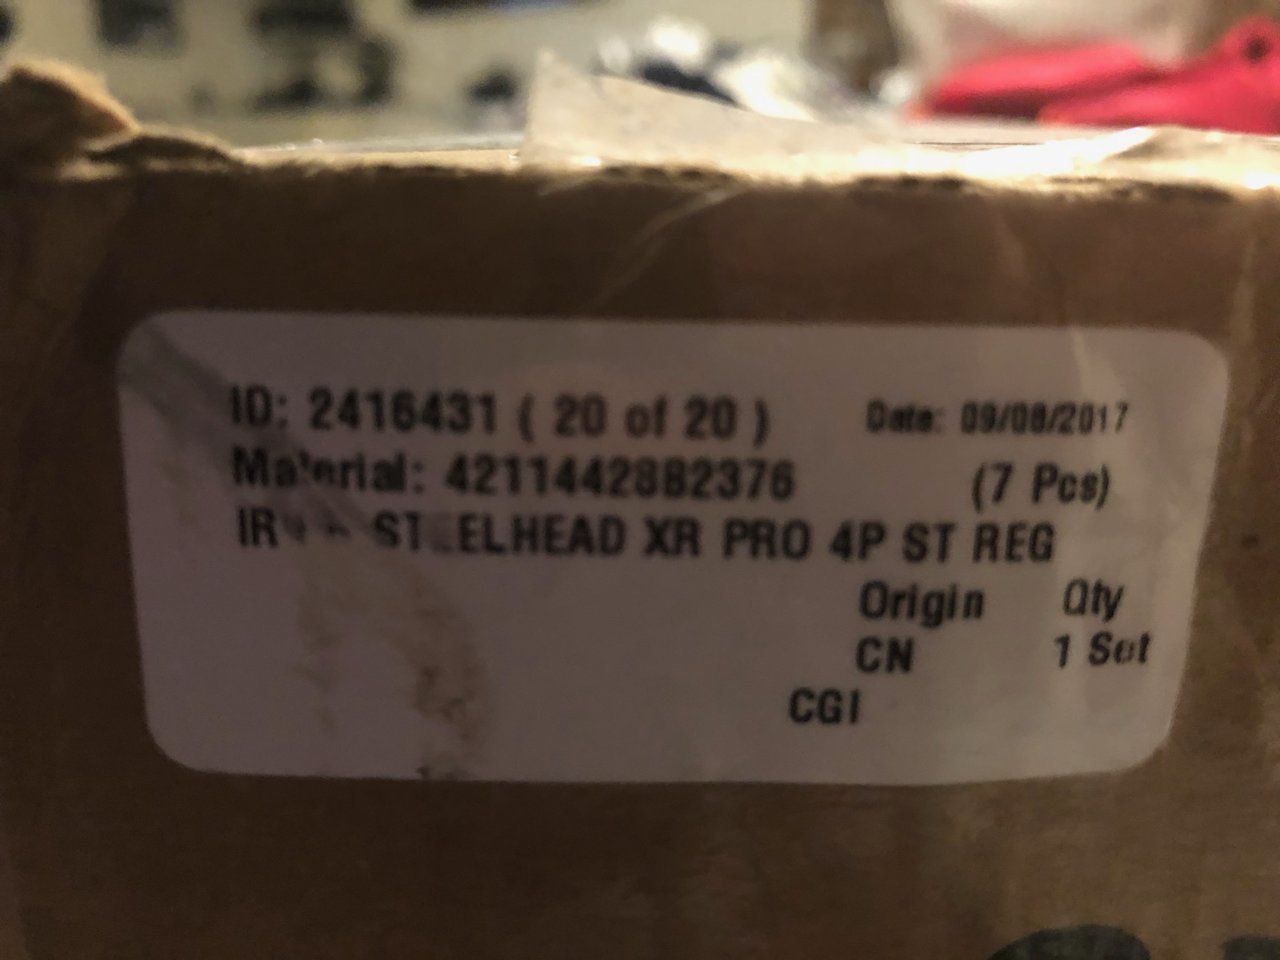 ID: 2416431 ( 20 of 20 ) Date: 09/08/2017
Material: 4211442882376 (7 Pcs)
STEELHEAD XR PRO 4P ST REG
Origin Qty
CN 1 Set
CGI